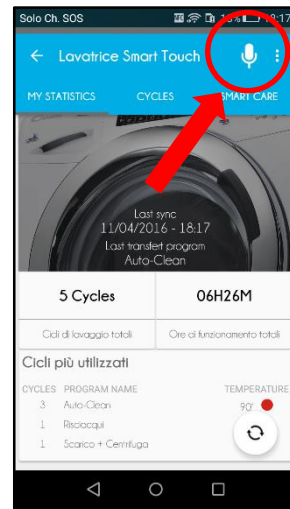 Solo Ch. SOS 18:17
Lavatrice Smart Touch
MY STATISTICS CYCLES SMART CARE
Last sync
11/04/2016 - 18:17
Last transfert program
Auto-Clean
5 Cycles 06H26M
Cicli di lavaggio totali Ore di funzionamento totali
Cicli più utilizzati
CYCLES PROGRAM NAME TEMPERATURE
3 Auto-Clean 90°
1 Risciacqui
1 Scarico + Centrifuga